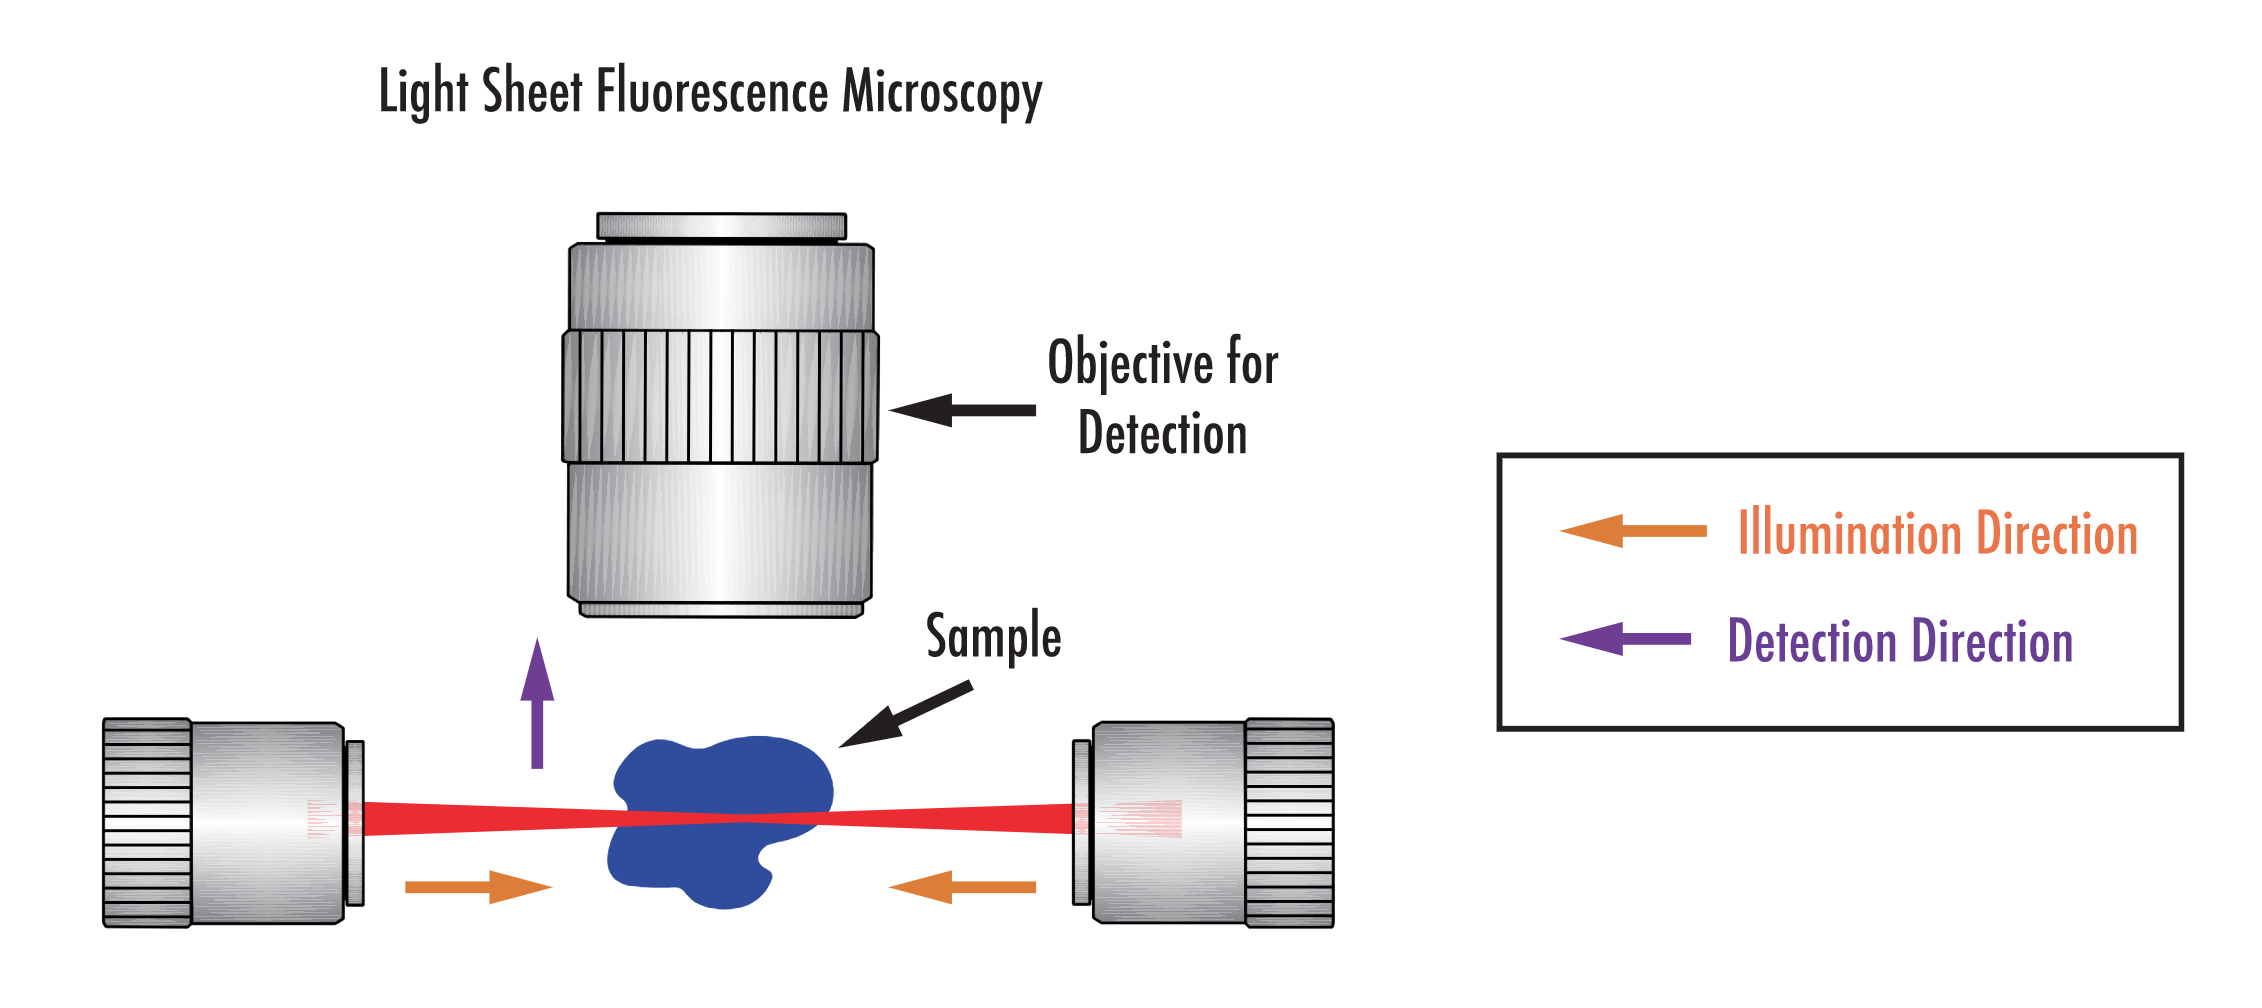 Light Sheet Fluorescence Microscopy
Objective for
Detection
Sample
Illumination Direction
Detection Direction